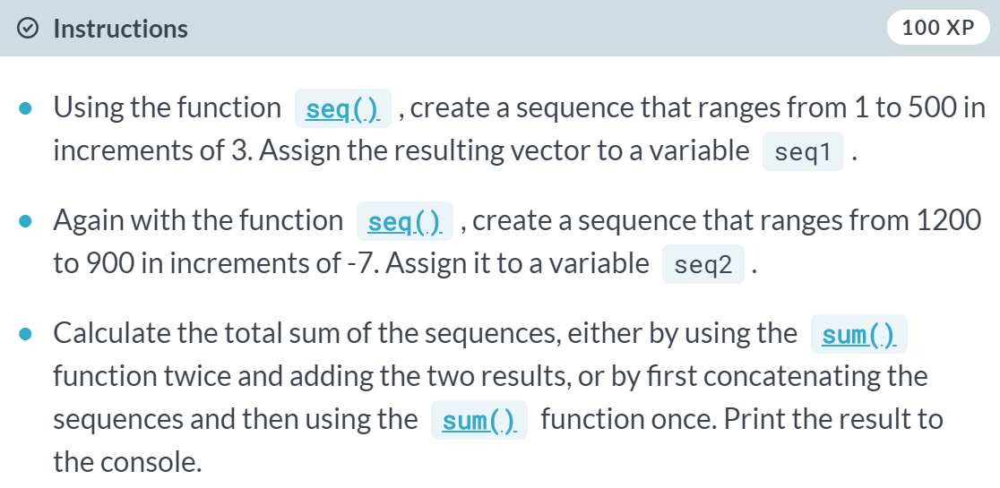 Instructions 100 XP
Using the function seq() , create a sequence that ranges from 1 to 500 in
increments of 3. Assign the resulting vector to a variable seq1 .
Again with the function seq() , create a sequence that ranges from 1200
to 900 in increments of -7. Assign it to a variable seq2 .
Calculate the total sum of the sequences, either by using the sum()
function twice and adding the two results, or by first concatenating the
sequences and then using the sum() function once. Print the result to
the console.